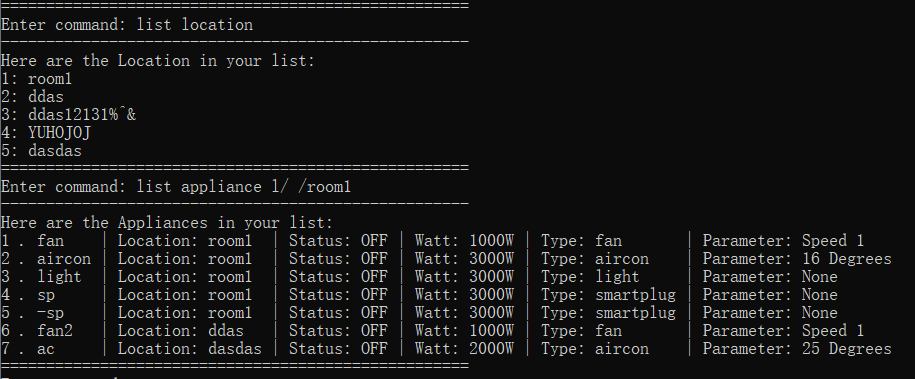 ==================================================
Enter command: list location
--------------------------------------------------
Here are the Location in your list:
1: room1
2: ddas
3: ddas12131%^&
4: YUHOJOJ
5: dasdas
==================================================
Enter command: list appliance l/ /room1
--------------------------------------------------
Here are the Appliances in your list:
1 . fan    | Location: room1  | Status: OFF | Watt: 1000W | Type: fan       | Parameter: Speed 1
2 . aircon | Location: room1  | Status: OFF | Watt: 3000W | Type: aircon    | Parameter: 16 Degrees
3 . light  | Location: room1  | Status: OFF | Watt: 3000W | Type: light     | Parameter: None
4 . sp     | Location: room1  | Status: OFF | Watt: 3000W | Type: smartplug | Parameter: None
5 . -sp    | Location: room1  | Status: OFF | Watt: 3000W | Type: smartplug | Parameter: None
6 . fan2   | Location: ddas   | Status: OFF | Watt: 1000W | Type: fan       | Parameter: Speed 1
7 . ac     | Location: dasdas | Status: OFF | Watt: 2000W | Type: aircon    | Parameter: 25 Degrees
==================================================